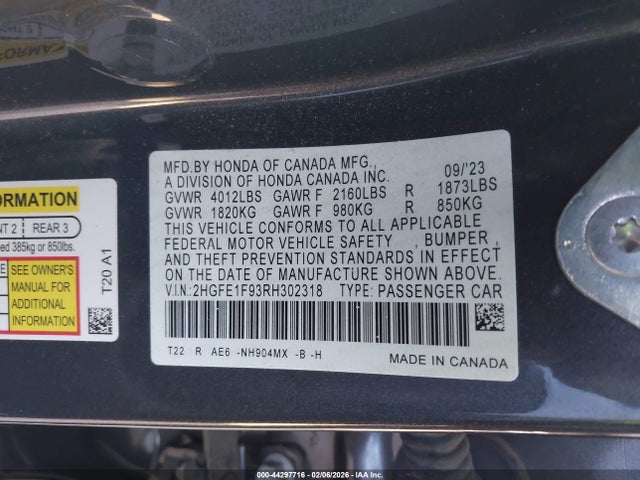 ORMATION
NT 2 REAR 3
ed 385kg or 850lbs.
SEE OWNER'S
MANUAL FOR
ADDITIONAL
INFORMATION
T20 A1
MFD.BY HONDA OF CANADA MFG., 09/'23
A DIVISION OF HONDA CANADA INC.
GVWR 4012LBS GAWR F 2160LBS R 1873LBS
GVWR 1820KG GAWR F 980KG R 850KG
THIS VEHICLE CONFORMS TO ALL APPLICABLE
FEDERAL MOTOR VEHICLE SAFETY , BUMPER ,
AND THEFT PREVENTION STANDARDS IN EFFECT
ON THE DATE OF MANUFACTURE SHOWN ABOVE.
V.I.N: 2HGFE1F93RH302318 TYPE: PASSENGER CAR
T22 R AE6 -NH904MX -B -H
MADE IN CANADA
000-44297716 - 02/06/2026 - IAA Inc.